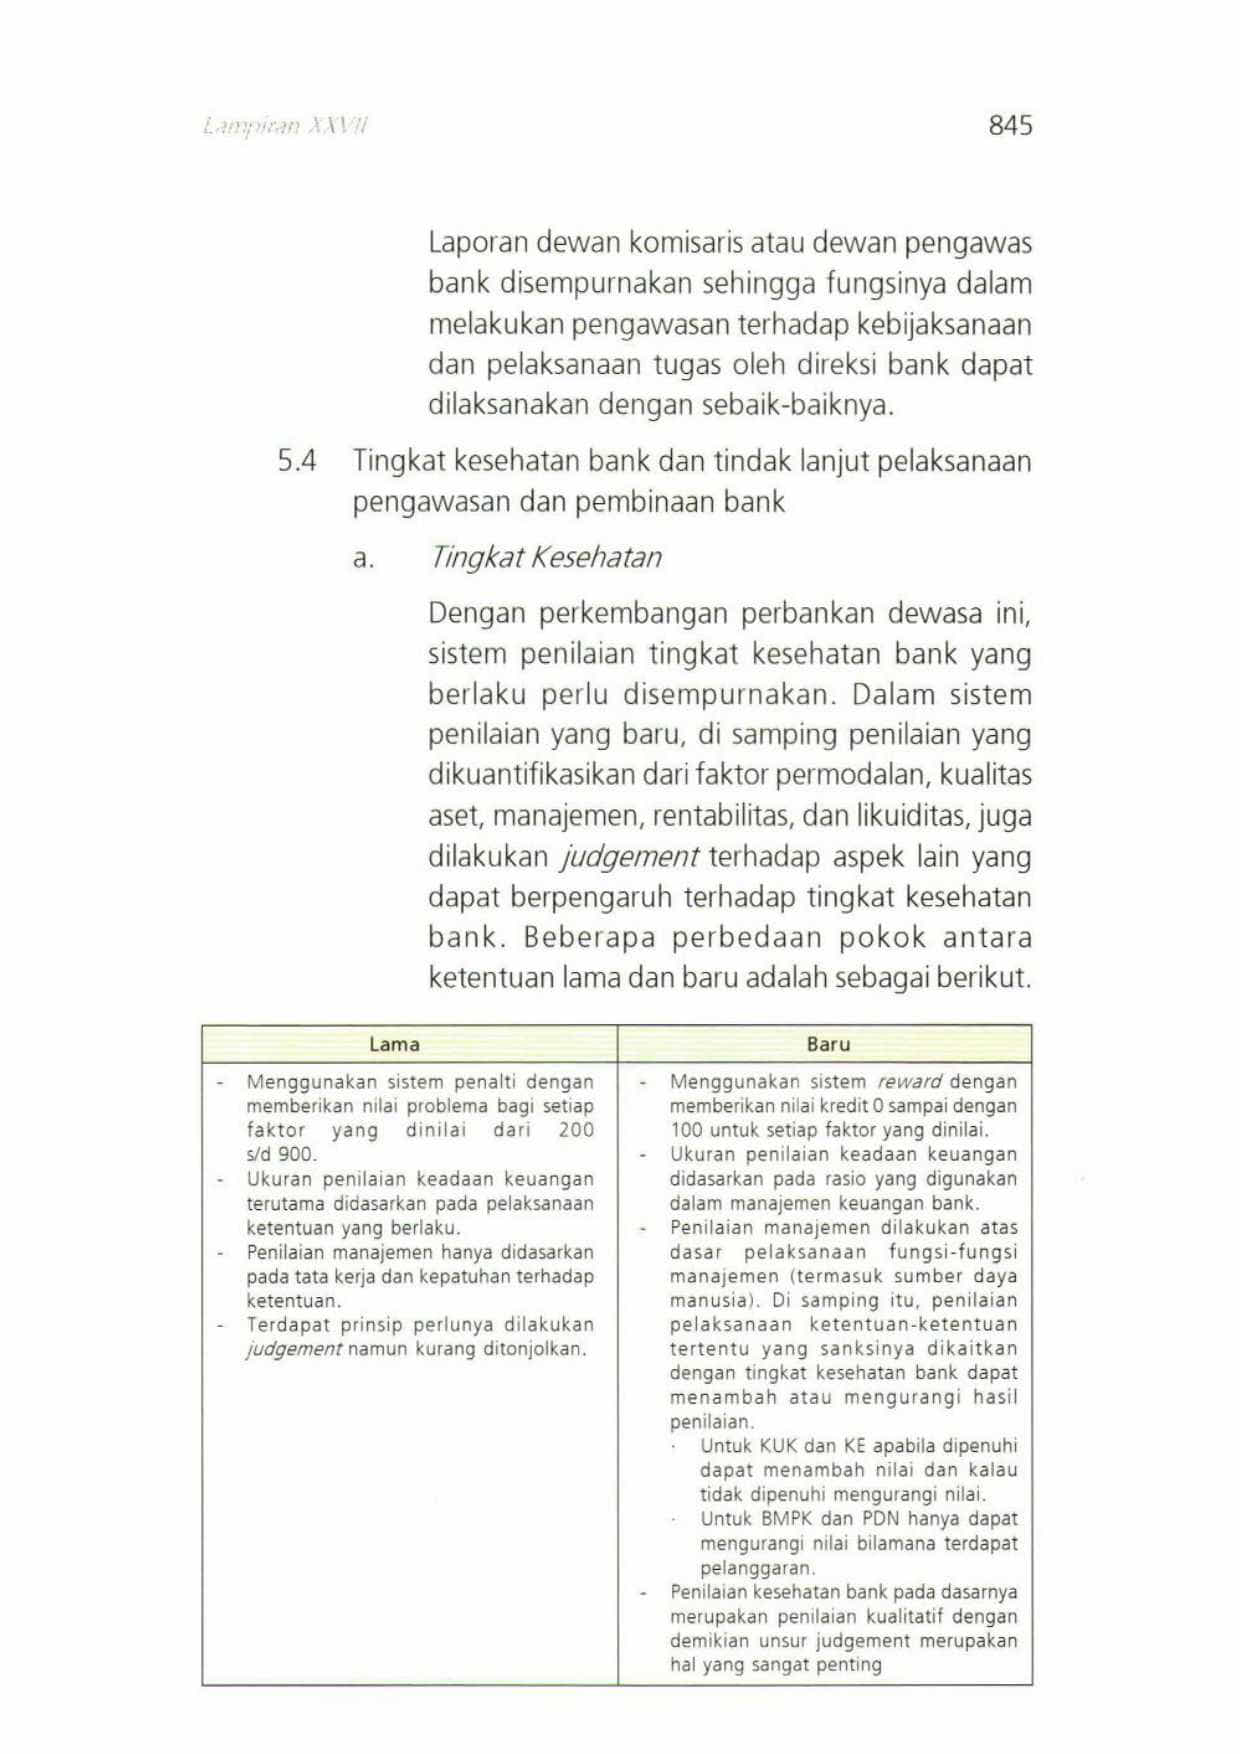 Lampiran XXVII
845
Laporan dewan komisaris atau dewan pengawas
bank disempurnakan sehingga fungsinya dalam
melakukan pengawasan terhadap kebijaksanaan
dan pelaksanaan tugas oleh direksi bank dapat
dilaksanakan dengan sebaik-baiknya.
5.4 Tingkat kesehatan bank dan tindak lanjut pelaksanaan
pengawasan dan pembinaan bank
a. Tingkat Kesehatan
Dengan perkembangan perbankan dewasa ini,
sistem penilaian tingkat kesehatan bank yang
berlaku perlu disempurnakan. Dalam sistem
penilaian yang baru, di samping penilaian yang
dikuantifikasikan dari faktor permodalan, kualitas
aset, manajemen, rentabilitas, dan likuiditas, juga
dilakukan judgement terhadap aspek lain yang
dapat berpengaruh terhadap tingkat kesehatan
bank. Beberapa perbedaan pokok antara
ketentuan lama dan baru adalah sebagai berikut.
Lama
- Menggunakan sistem penalti dengan
memberikan nilai problema bagi setiap
faktor yang dinilai dari 200
s/d 900.
- Ukuran penilaian keadaan keuangan
terutama didasarkan pada pelaksanaan
ketentuan yang berlaku.
- Penilaian manajemen hanya didasarkan
pada tata kerja dan kepatuhan terhadap
ketentuan.
- Terdapat prinsip perlunya dilakukan
judgement namun kurang ditonjolkan.
Baru
- Menggunakan sistem reward dengan
memberikan nilai kredit 0 sampai dengan
100 untuk setiap faktor yang dinilai.
- Ukuran penilaian keadaan keuangan
didasarkan pada rasio yang digunakan
dalam manajemen keuangan bank.
- Penilaian manajemen dilakukan atas
dasar pelaksanaan fungsi-fungsi
manajemen (termasuk sumber daya
manusia). Di samping itu, penilaian
pelaksanaan ketentuan-ketentuan
tertentu yang sanksinya dikaitkan
dengan tingkat kesehatan bank dapat
menambah atau mengurangi hasil
penilaian.
· Untuk KUK dan KE apabila dipenuhi
dapat menambah nilai dan kalau
tidak dipenuhi mengurangi nilai.
· Untuk BMPK dan PDN hanya dapat
mengurangi nilai bilamana terdapat
pelanggaran.
- Penilaian kesehatan bank pada dasarnya
merupakan penilaian kualitatif dengan
demikian unsur judgement merupakan
hal yang sangat penting